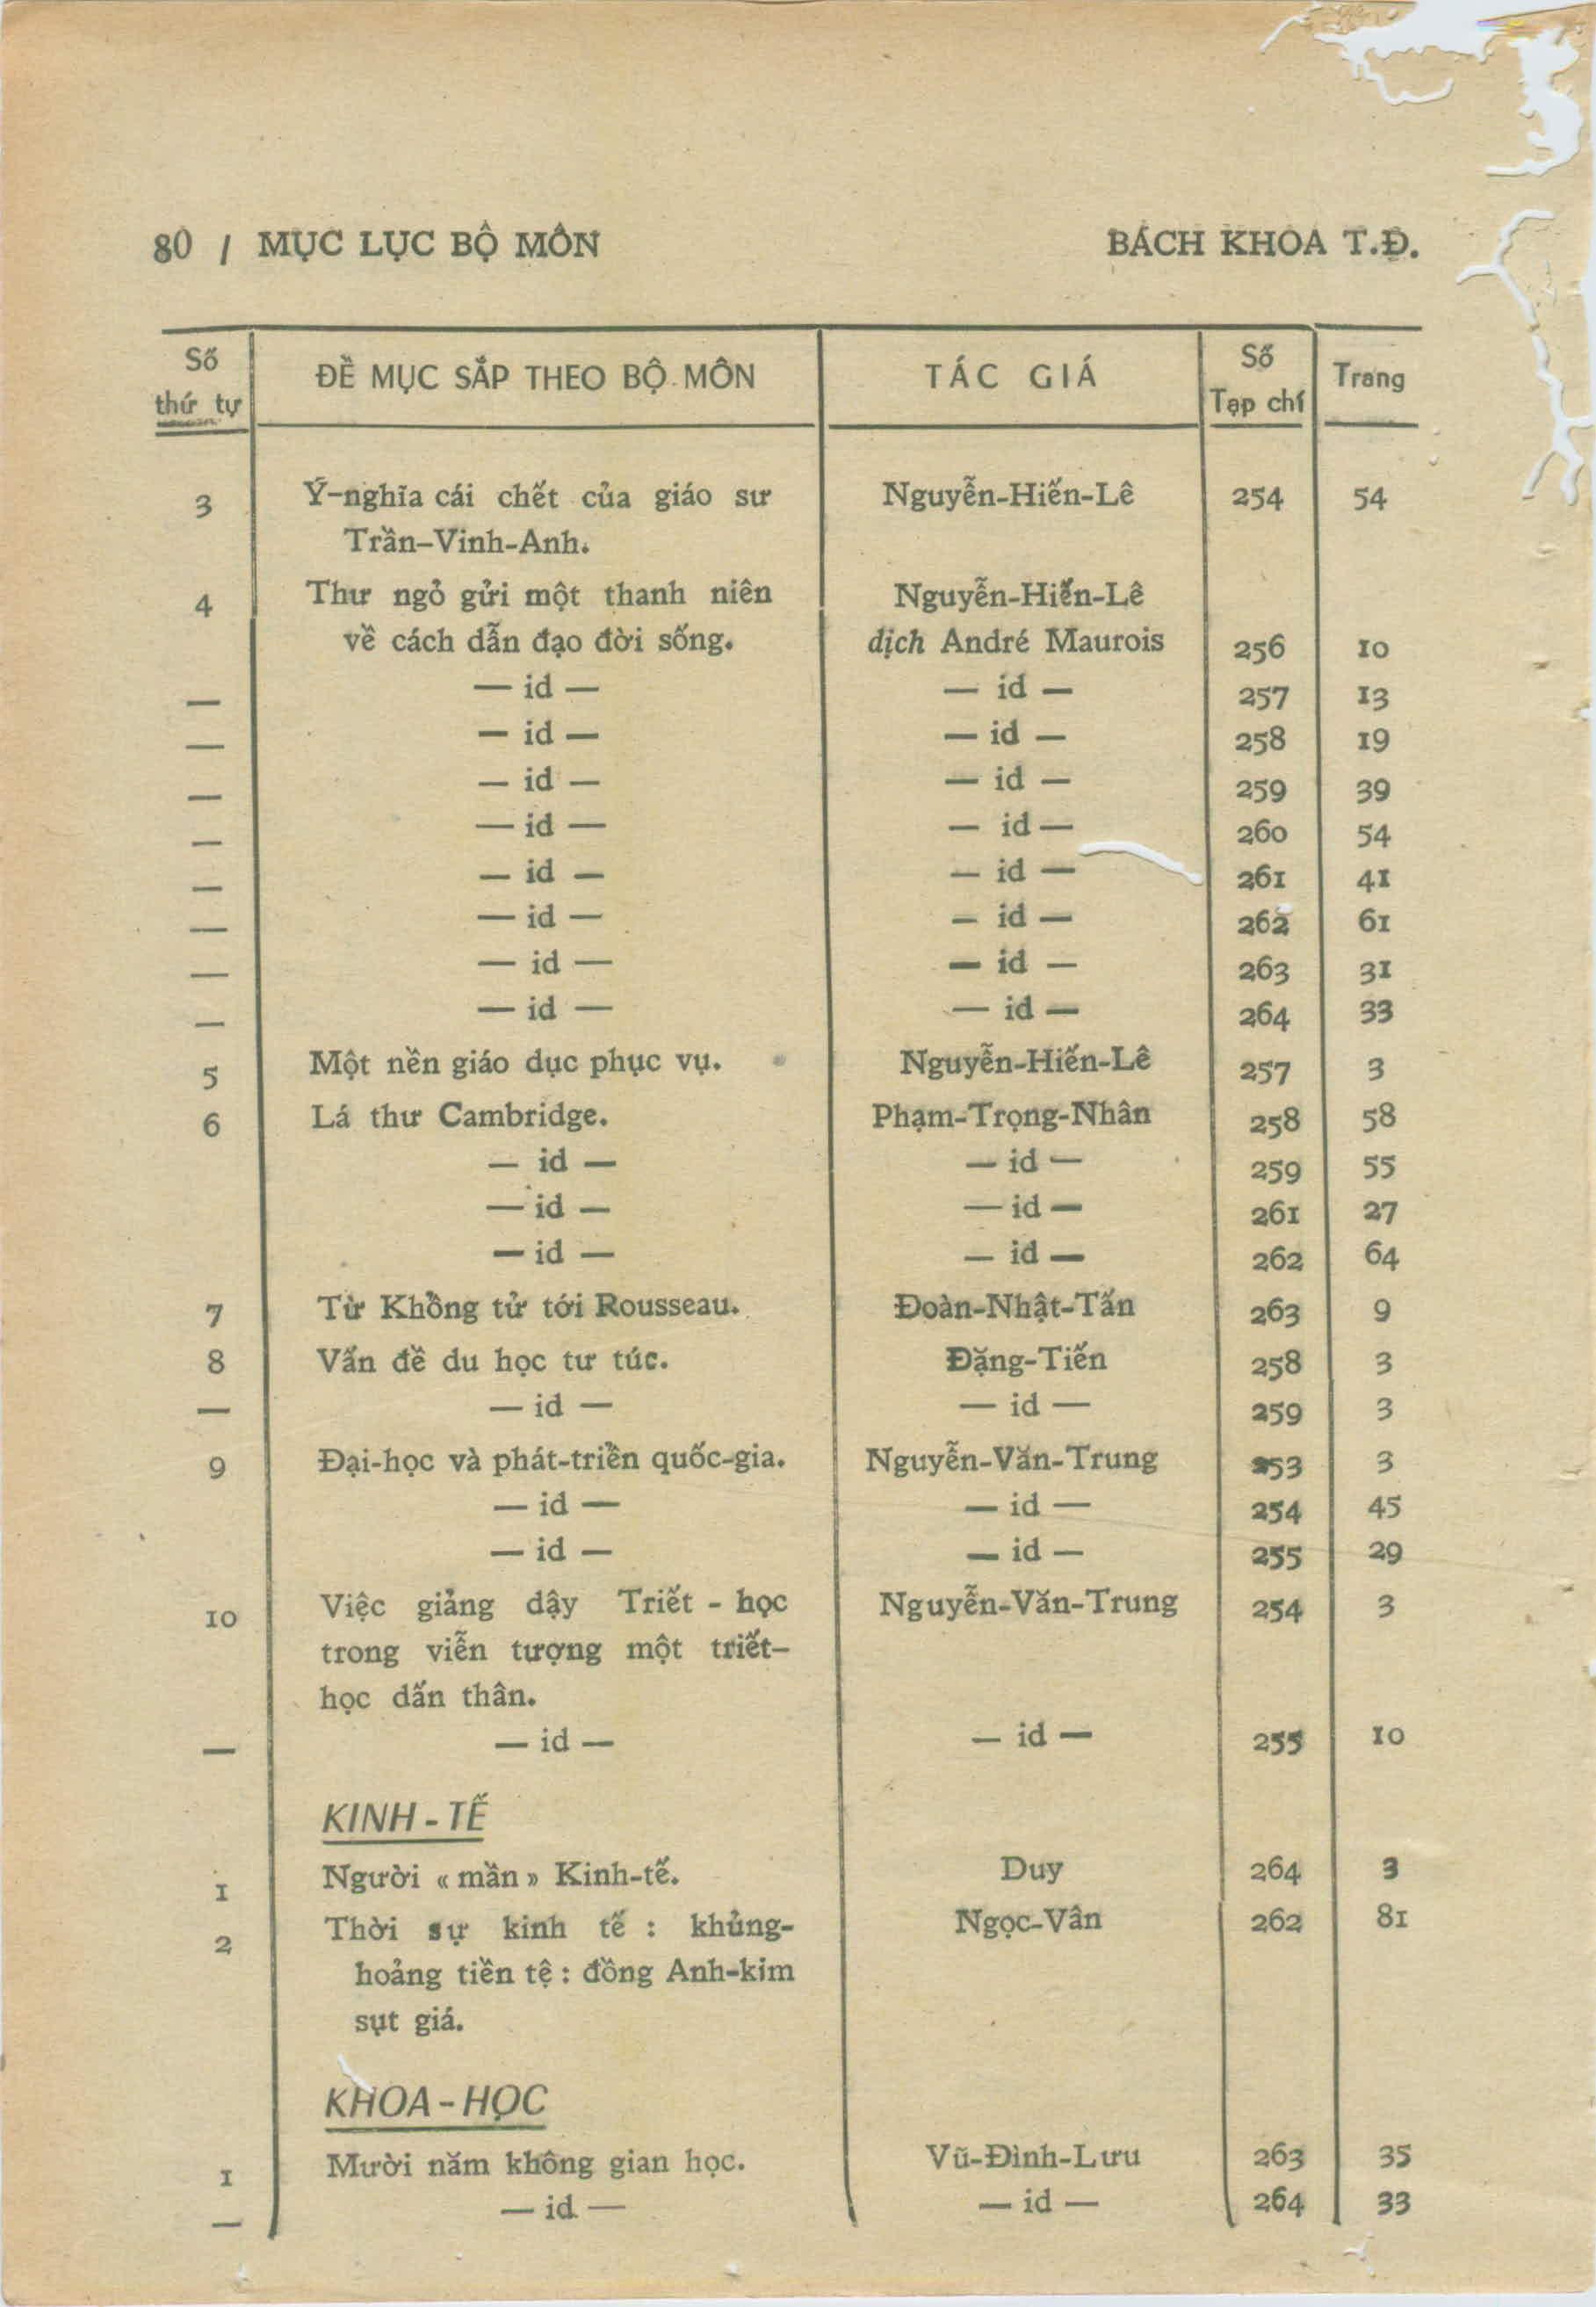 80 / MỤC LỤC BỘ MÔN BÁCH KHOA T.Đ.
Số thứ tự ĐỀ MỤC SẮP THEO BỘ MÔN TÁC GIẢ Số Tạp chí Trang
3 Ý-nghĩa cái chết của giáo sư Nguyễn-Hiến-Lê 254 54
Trần-Vinh-Anh.
4 Thư ngỏ gửi một thanh niên Nguyễn-Hiến-Lê
về cách dẫn đạo đời sống. dịch André Maurois 256 10
— — id — — id — 257 13
— — id — — id — 258 19
— — id — — id — 259 39
— — id — — id — 260 54
— — id — — id — 261 41
— — id — — id — 262 61
— — id — — id — 263 31
— — id — — id — 264 33
5 Một nền giáo dục phục vụ. Nguyễn-Hiến-Lê 257 3
6 Lá thư Cambridge. Phạm-Trọng-Nhân 258 58
— id — — id — 259 55
— id — — id — 261 27
— id — — id — 262 64
7 Từ Khổng tử tới Rousseau. Đoàn-Nhật-Tấn 263 9
8 Vấn đề du học tư túc. Đặng-Tiến 258 3
— — id — — id — 259 3
9 Đại-học và phát-triển quốc-gia. Nguyễn-Văn-Trung 253 3
— id — — id — 254 45
— id — — id — 255 29
10 Việc giảng dậy Triết - học Nguyễn-Văn-Trung 254 3
trong viễn tượng một triết-
học dấn thân.
— — id — — id — 255 10
KINH - TẾ
1 Người « mần » Kinh-tế. Duy 264 3
2 Thời sự kinh tế : khủng- Ngọc-Vân 262 81
hoảng tiền tệ : đồng Anh-kim
sụt giá.
KHOA - HỌC
1 Mười năm không gian học. Vũ-Đình-Lưu 263 35
— — id — — id — 264 33